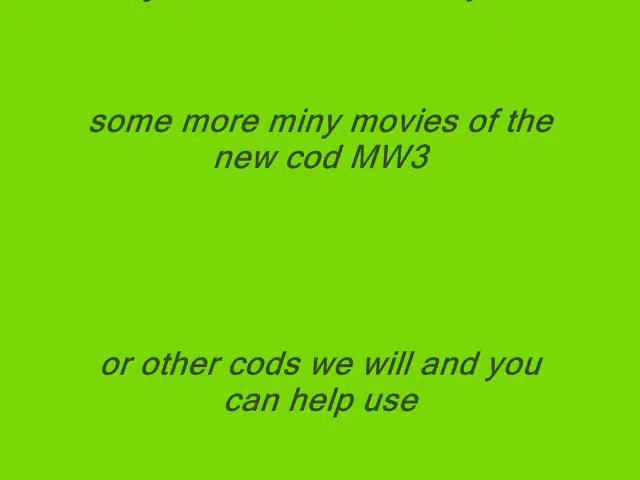 some more miny movies of the
new cod MW3
or other cods we will and you
can help use